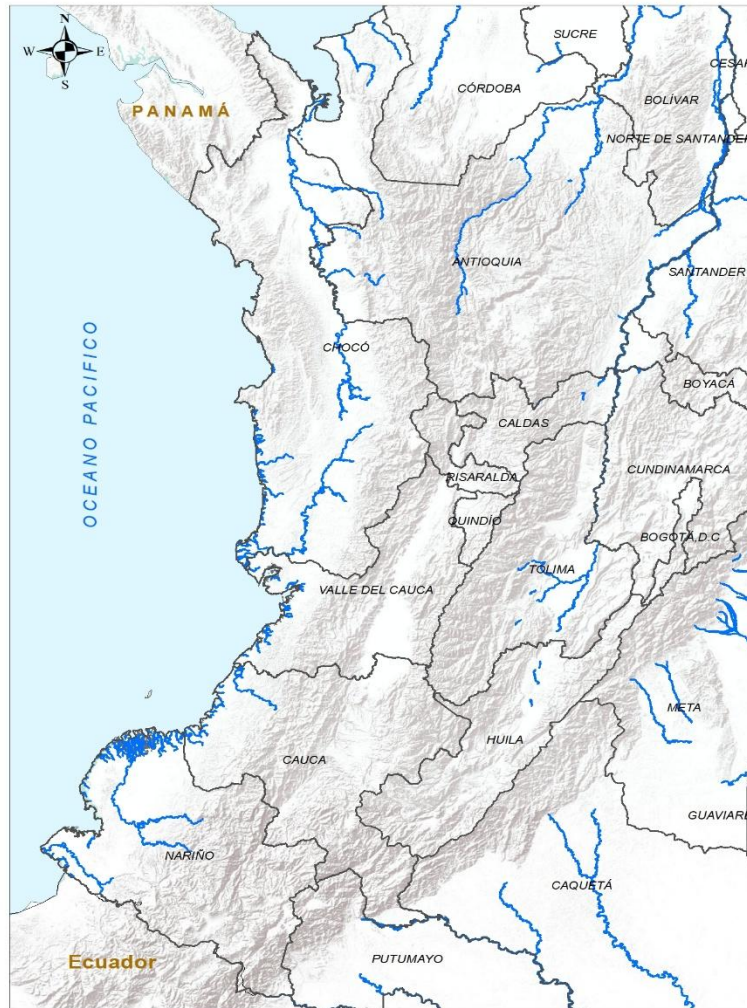 N
W
E
S
PANAMÁ
SUCRE
CÓRDOBA
CESAR
BOLÍVAR
NORTE DE SANTANDER
ANTIOQUIA
SANTANDER
OCEANO PACIFICO
CHOCÓ
BOYACÁ
CALDAS
CUNDINAMARCA
RISARALDA
QUINDÍO
BOGOTÁ,D.C
TOLIMA
VALLE DEL CAUCA
META
HUILA
CAUCA
GUAVIARE
NARIÑO
CAQUETÁ
Ecuador
PUTUMAYO